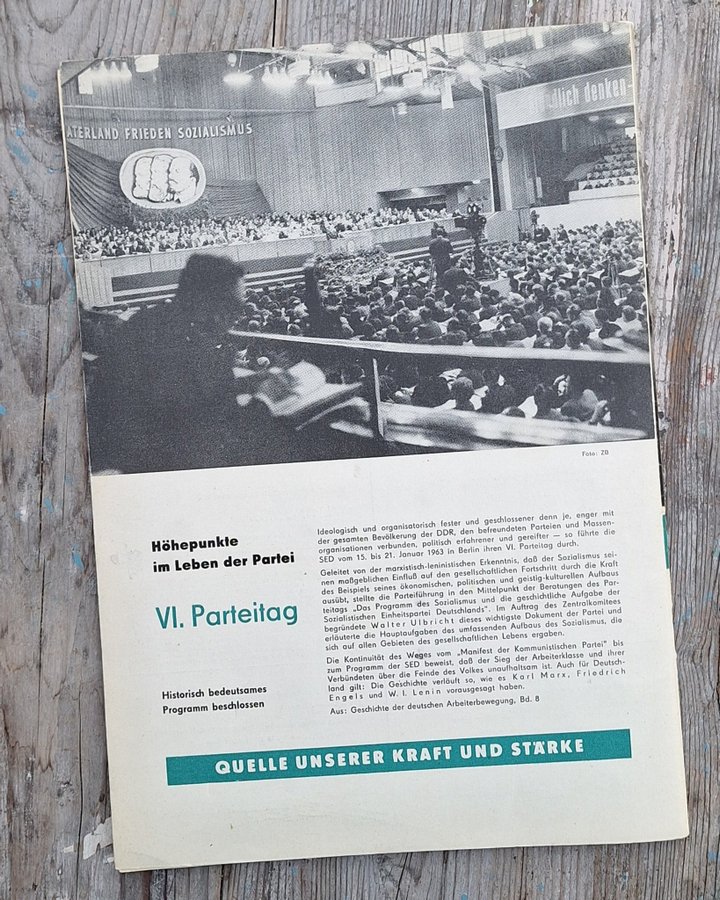 ATERLAND FRIEDEN SOZIALISMUS
dlich denken-
Foto: ZB
Höhepunkte
im Leben der Partei
VI. Parteitag
Historisch bedeutsames
Programm beschlossen
Ideologisch und organisatorisch fester und geschlossener denn je, enger mit
der gesamten Bevölkerung der DDR, den befreundeten Parteien und Massen-
organisationen verbunden, politisch erfahrener und gereifter — so führte die
SED vom 15. bis 21. Januar 1963 in Berlin ihren VI. Parteitag durch.
Geleitet von der marxistisch-leninistischen Erkenntnis, daß der Sozialismus sei-
nen maßgeblichen Einfluß auf den gesellschaftlichen Fortschritt durch die Kraft
des Beispiels seines ökonomischen, politischen und geistig-kulturellen Aufbaus
ausübt, stellte die Parteiführung in den Mittelpunkt der Beratungen des Par-
teitags „Das Programm des Sozialismus und die geschichtliche Aufgabe der
Sozialistischen Einheitspartei Deutschlands". Im Auftrag des Zentralkomitees
begründete Walter Ulbricht dieses wichtigste Dokument der Partei und
erläuterte die Hauptaufgaben des umfassenden Aufbaus des Sozialismus, die
sich auf allen Gebieten des gesellschaftlichen Lebens ergaben.
Die Kontinuität des Weges vom „Manifest der Kommunistischen Partei" bis
zum Programm der SED beweist, daß der Sieg der Arbeiterklasse und ihrer
Verbündeten über die Feinde des Volkes unaufhaltsam ist. Auch für Deutsch-
land gilt: Die Geschichte verläuft so, wie es Karl Marx, Friedrich
Engels und W. I. Lenin vorausgesagt haben.
Aus: Geschichte der deutschen Arbeiterbewegung, Bd. 8
QUELLE UNSERER KRAFT UND STÄRKE